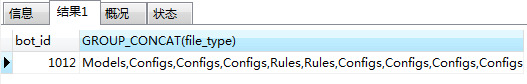 信息 结果1 概况 状态
bot_id GROUP_CONCAT(file_type)
1012 Models,Configs,Configs,Configs,Rules,Rules,Configs,Configs,Configs,Configs